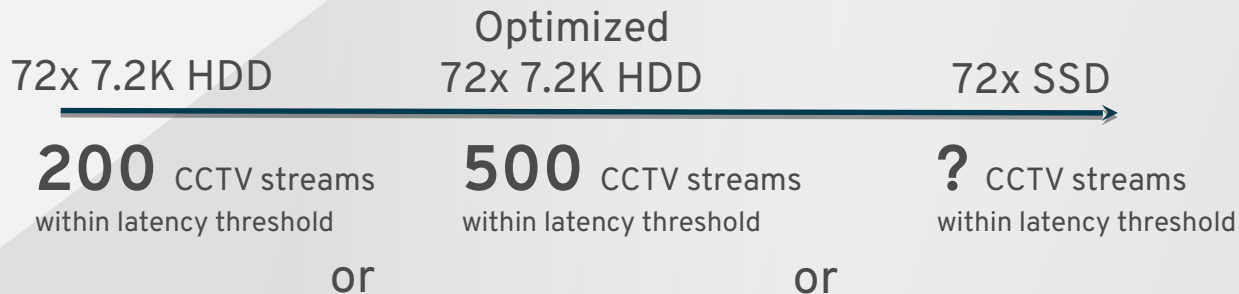 72x 7.2K HDD
200 CCTV streams
within latency threshold
or
Optimized
72x 7.2K HDD
500 CCTV streams
within latency threshold
or
72x SSD
? CCTV streams
within latency threshold